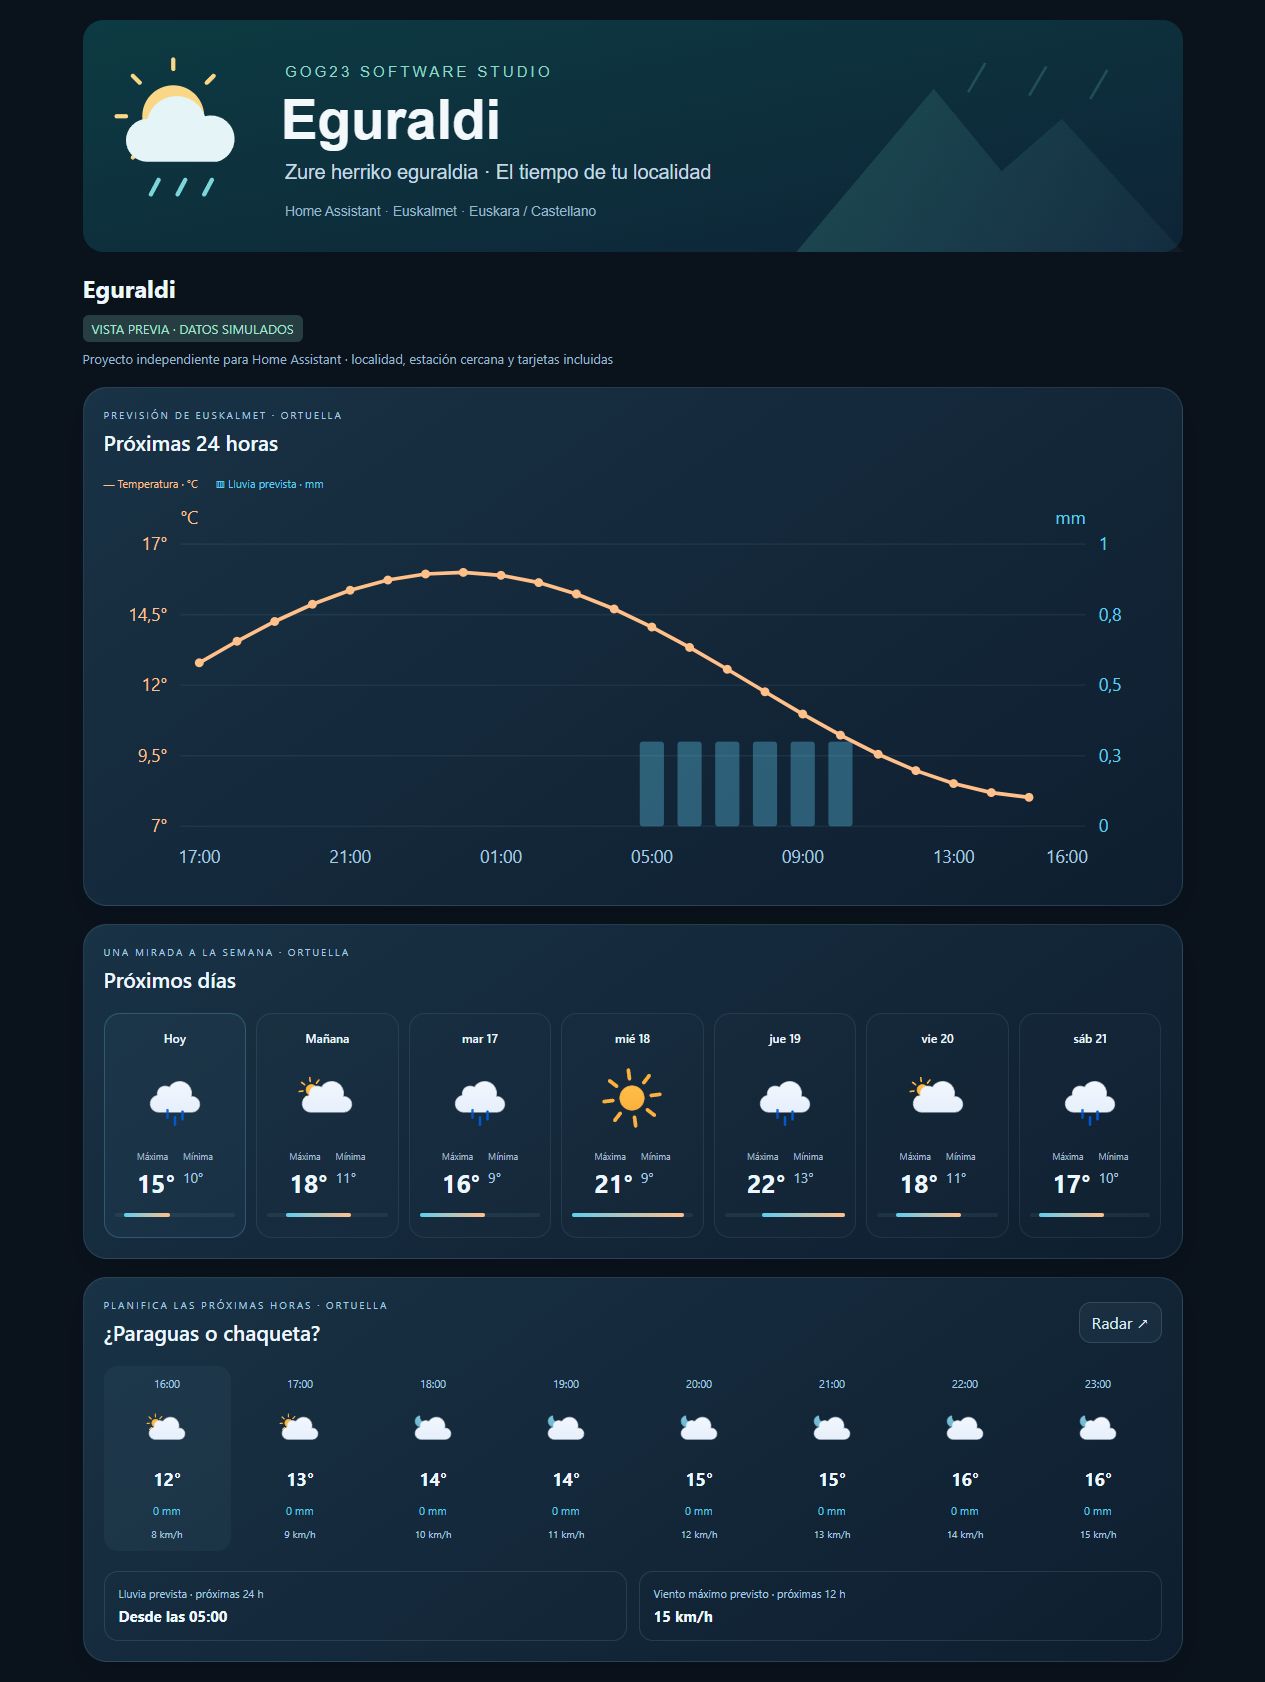 GOG23 SOFTWARE STUDIO
Eguraldi
Zure herriko eguraldia · El tiempo de tu localidad
Home Assistant · Euskalmet · Euskara / Castellano
Eguraldi
VISTA PREVIA · DATOS SIMULADOS
Proyecto independiente para Home Assistant · localidad, estación cercana y tarjetas incluidas
PREVISIÓN DE EUSKALMET · ORTUELLA
Próximas 24 horas
— Temperatura · °C Lluvia prevista · mm
°C mm
17° 1
14,5° 0,8
12° 0,5
9,5° 0,3
7° 0
17:00 21:00 01:00 05:00 09:00 13:00 16:00
UNA MIRADA A LA SEMANA · ORTUELLA
Próximos días
Hoy Mañana mar 17 mié 18 jue 19 vie 20 sáb 21
Máxima Mínima Máxima Mínima Máxima Mínima Máxima Mínima Máxima Mínima Máxima Mínima Máxima Mínima
15° 10° 18° 11° 16° 9° 21° 9° 22° 13° 18° 11° 17° 10°
PLANIFICA LAS PRÓXIMAS HORAS · ORTUELLA
¿Paraguas o chaqueta?
Radar ↗
16:00 17:00 18:00 19:00 20:00 21:00 22:00 23:00
12° 13° 14° 14° 15° 15° 16° 16°
0 mm 0 mm 0 mm 0 mm 0 mm 0 mm 0 mm 0 mm
8 km/h 9 km/h 10 km/h 11 km/h 12 km/h 13 km/h 14 km/h 15 km/h
Lluvia prevista · próximas 24 h
Desde las 05:00
Viento máximo previsto · próximas 12 h
15 km/h